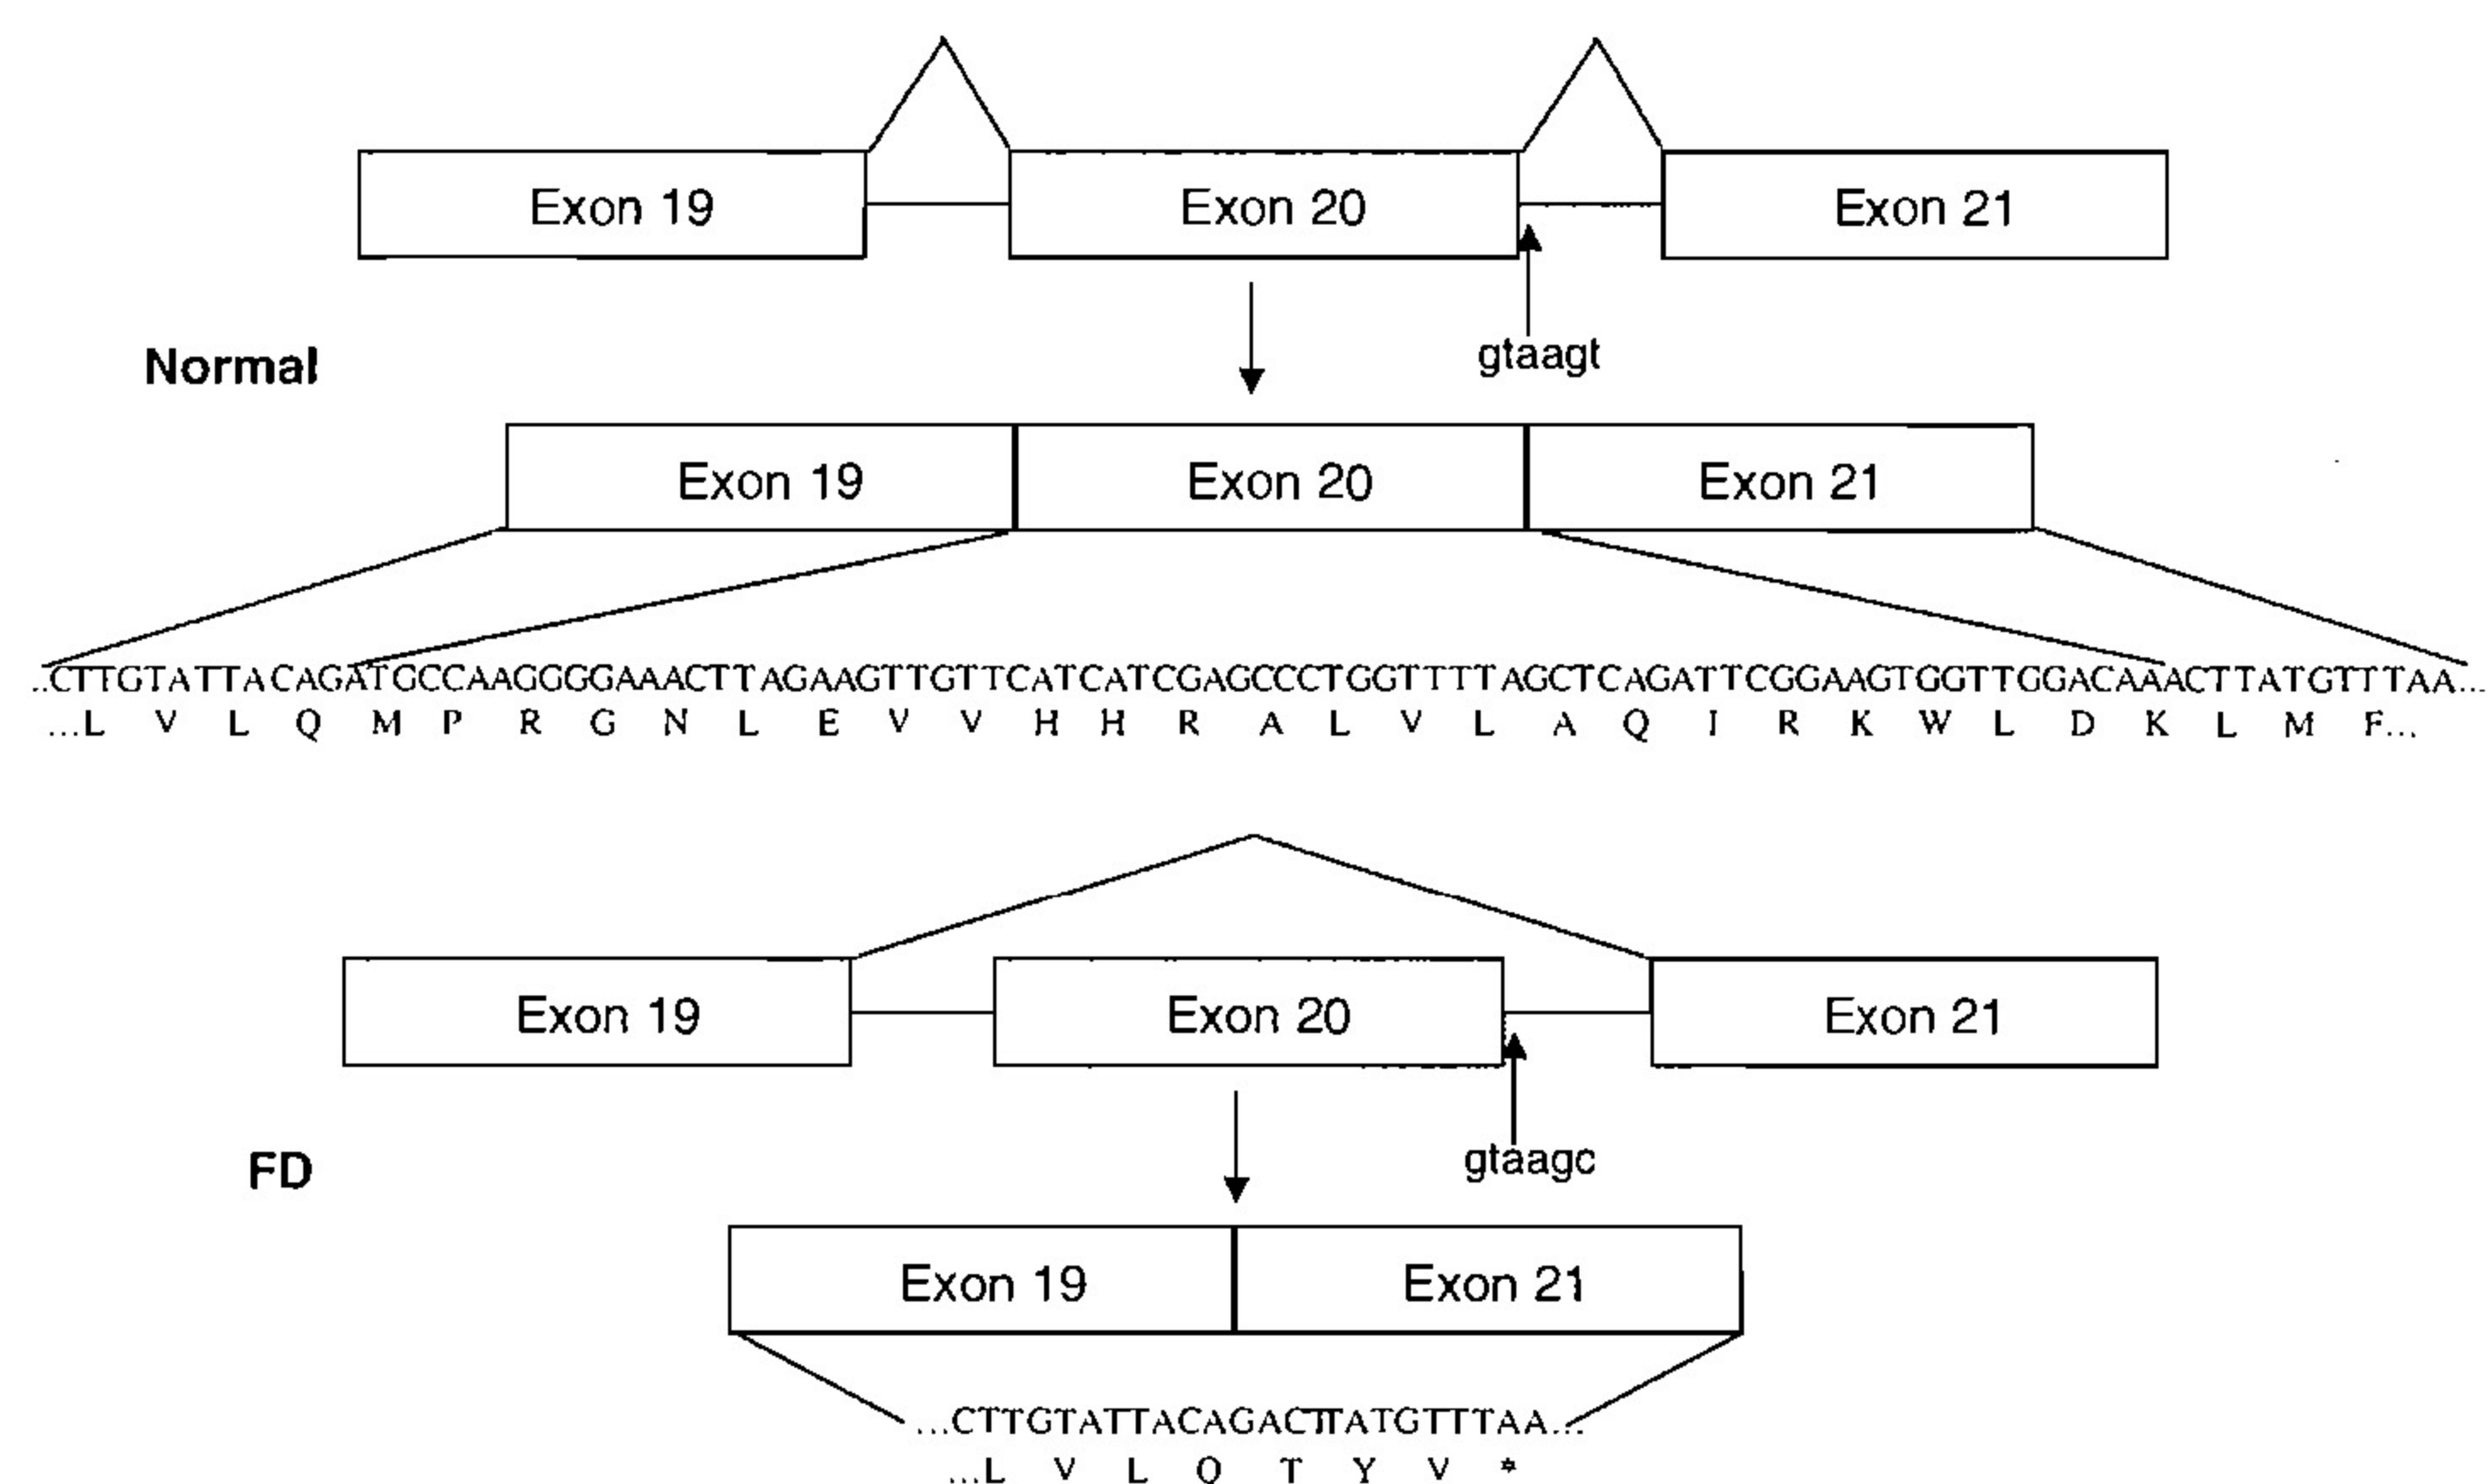 Exon 19 Exon 20 Exon 21
gtaagt
Normal
Exon 19 Exon 20 Exon 21
..CTTGTATTACAGATGCCAAGGGGAAACTTAGAAGTTGTTCATCATCGAGCCCTGGTTTTAGCTCAGATTCGGAAGTGGTTGGACAAACTTATGTTTAA...
...L V L Q M P R G N L E V V H H R A L V L A Q I R K W L D K L M F...
Exon 19 Exon 20 Exon 21
gtaagc
FD
Exon 19 Exon 21
...CTTGTATTACAGACTTATGTTTAA...
...L V L Q T Y V *